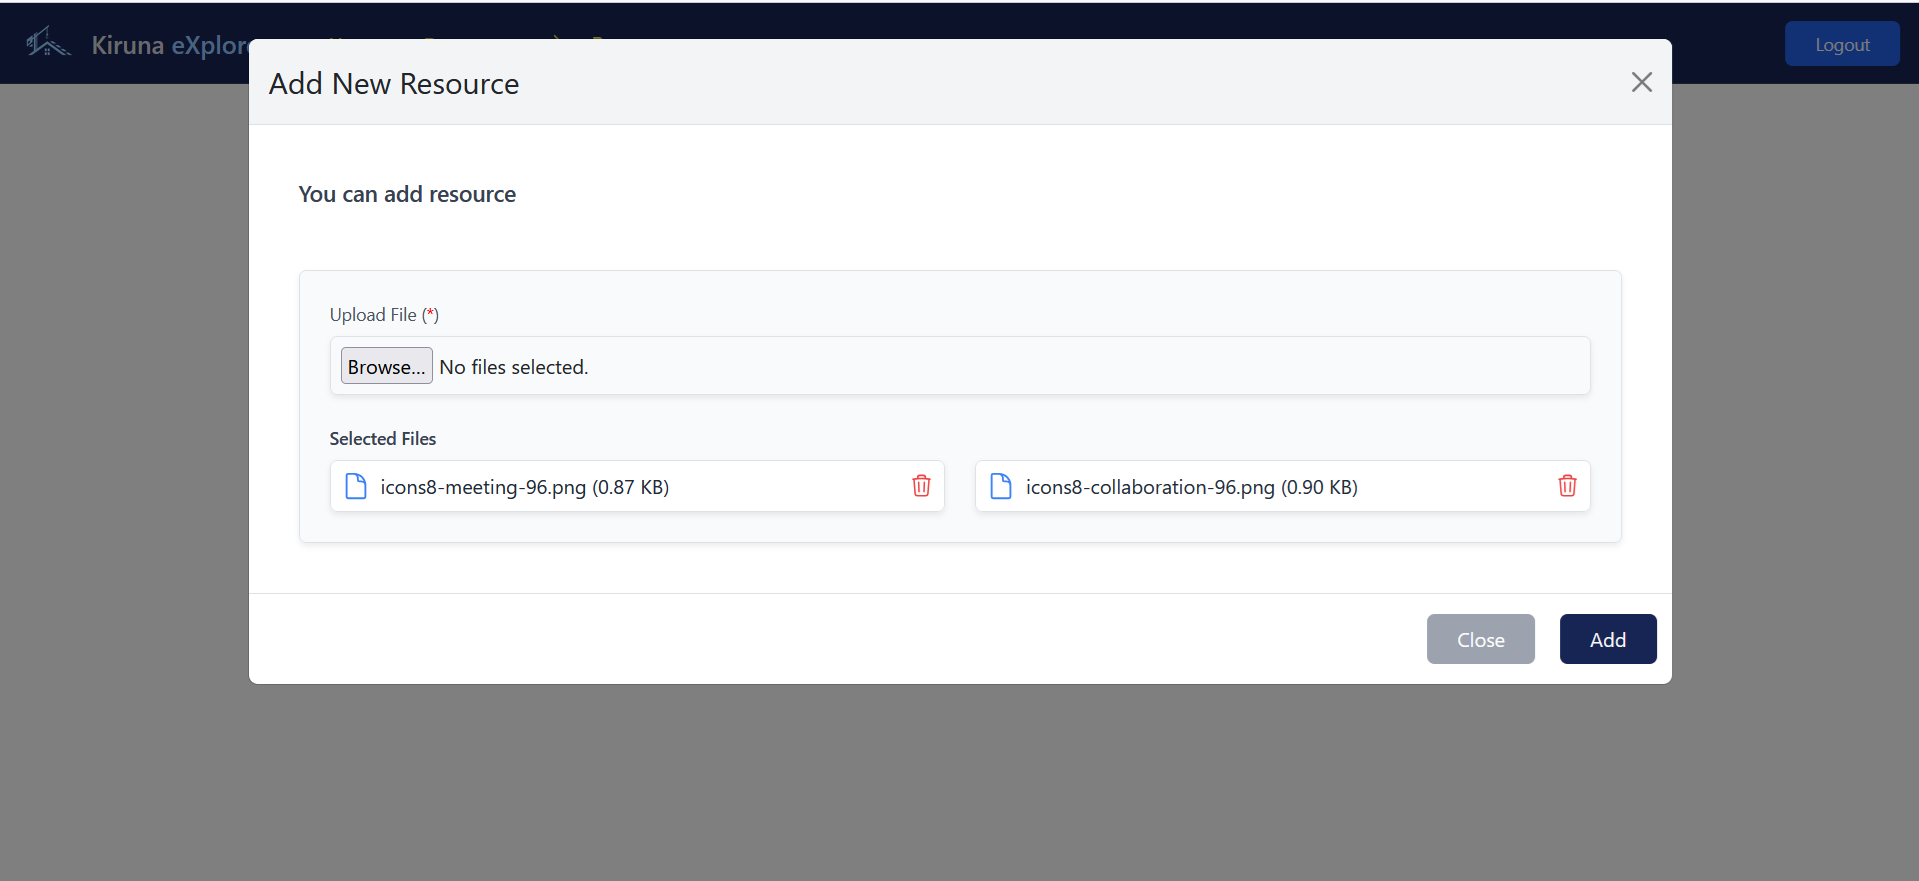 Kiruna eXplor
Logout
Add New Resource
You can add resource
Upload File (*)
Browse... No files selected.
Selected Files
icons8-meeting-96.png (0.87 KB)
icons8-collaboration-96.png (0.90 KB)
Close
Add